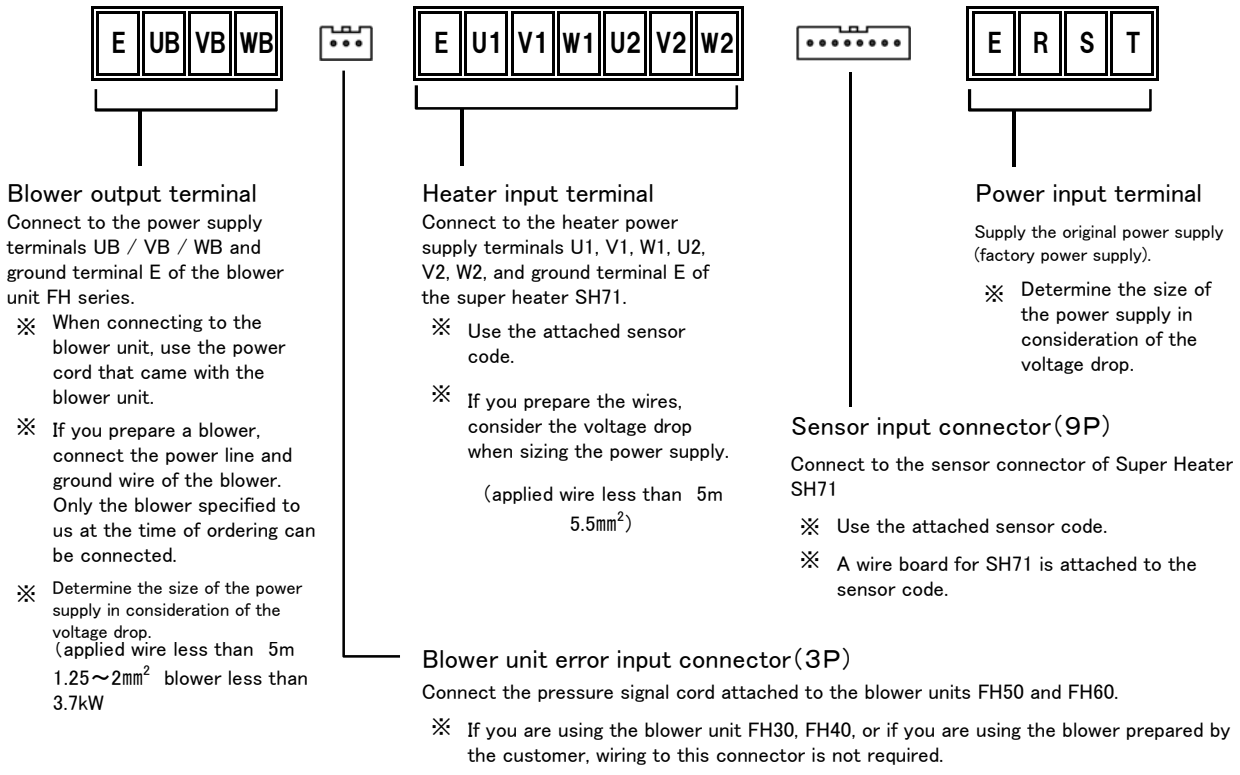 E UB VB WB
E U1 V1 W1 U2 V2 W2
E R S T
Blower output terminal
Connect to the power supply
terminals UB / VB / WB and
ground terminal E of the blower
unit FH series.
※ When connecting to the
blower unit, use the power
cord that came with the
blower unit.
※ If you prepare a blower,
connect the power line and
ground wire of the blower.
Only the blower specified to
us at the time of ordering can
be connected.
※ Determine the size of the power
supply in consideration of the
voltage drop.
(applied wire less than 5m
1.25～2mm² blower less than
3.7kW
Heater input terminal
Connect to the heater power
supply terminals U1, V1, W1, U2,
V2, W2, and ground terminal E of
the super heater SH71.
※ Use the attached sensor
code.
※ If you prepare the wires,
consider the voltage drop
when sizing the power supply.
(applied wire less than 5m
5.5mm²)
Power input terminal
Supply the original power supply
(factory power supply).
※ Determine the size of
the power supply in
consideration of the
voltage drop.
Sensor input connector(9P)
Connect to the sensor connector of Super Heater
SH71
※ Use the attached sensor code.
※ A wire board for SH71 is attached to the
sensor code.
Blower unit error input connector(3P)
Connect the pressure signal cord attached to the blower units FH50 and FH60.
※ If you are using the blower unit FH30, FH40, or if you are using the blower prepared by
the customer, wiring to this connector is not required.